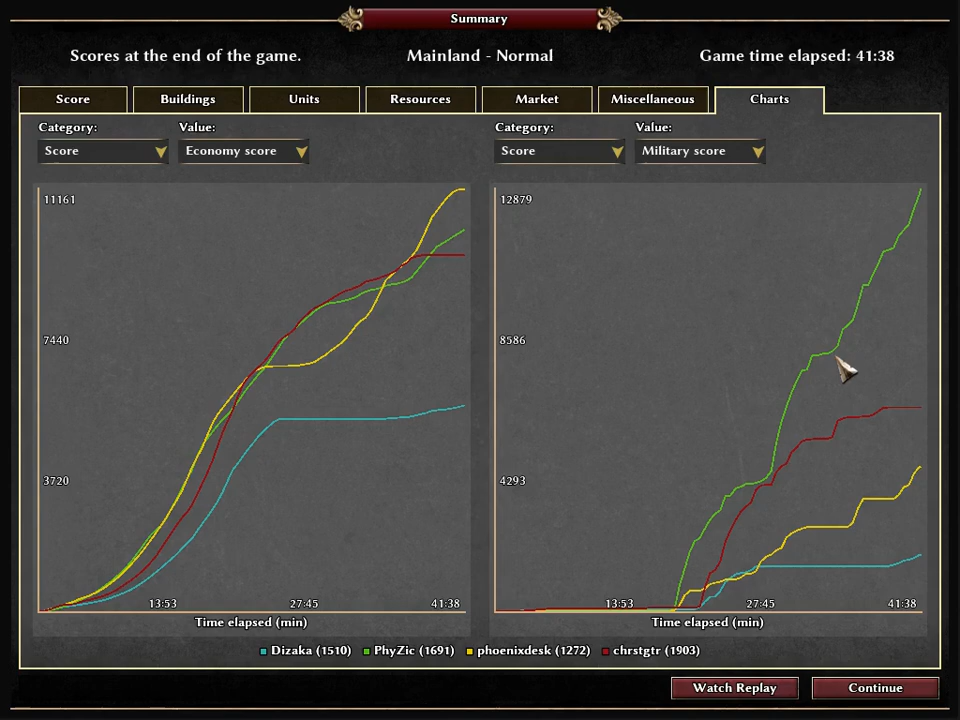 Summary
Scores at the end of the game. Mainland - Normal Game time elapsed: 41:38
Score Buildings Units Resources Market Miscellaneous Charts
Category: Value: Category: Value:
Score Economy score Score Military score
11161 12879
7440 8586
3720 4293
13:53 27:45 41:38 13:53 27:45 41:38
Time elapsed (min) Time elapsed (min)
Dizaka (1510) PhyZic (1691) phoenixdesk (1272) chrstgtr (1903)
Watch Replay Continue